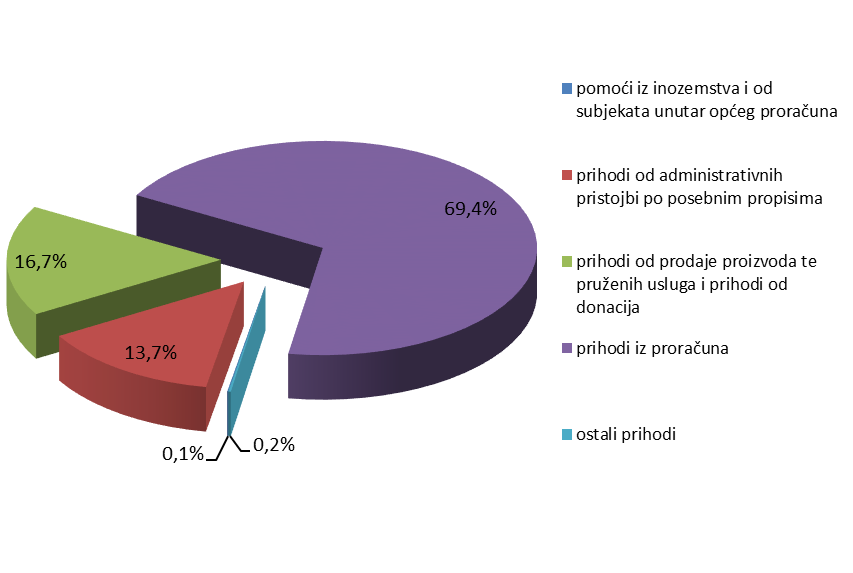 69,4%
16,7%
13,7%
0,1%
0,2%
pomoći iz inozemstva i od
subjekata unutar općeg proračuna
prihodi od administrativnih
pristojbi po posebnim propisima
prihodi od prodaje proizvoda te
pruženih usluga i prihodi od
donacija
prihodi iz proračuna
ostali prihodi